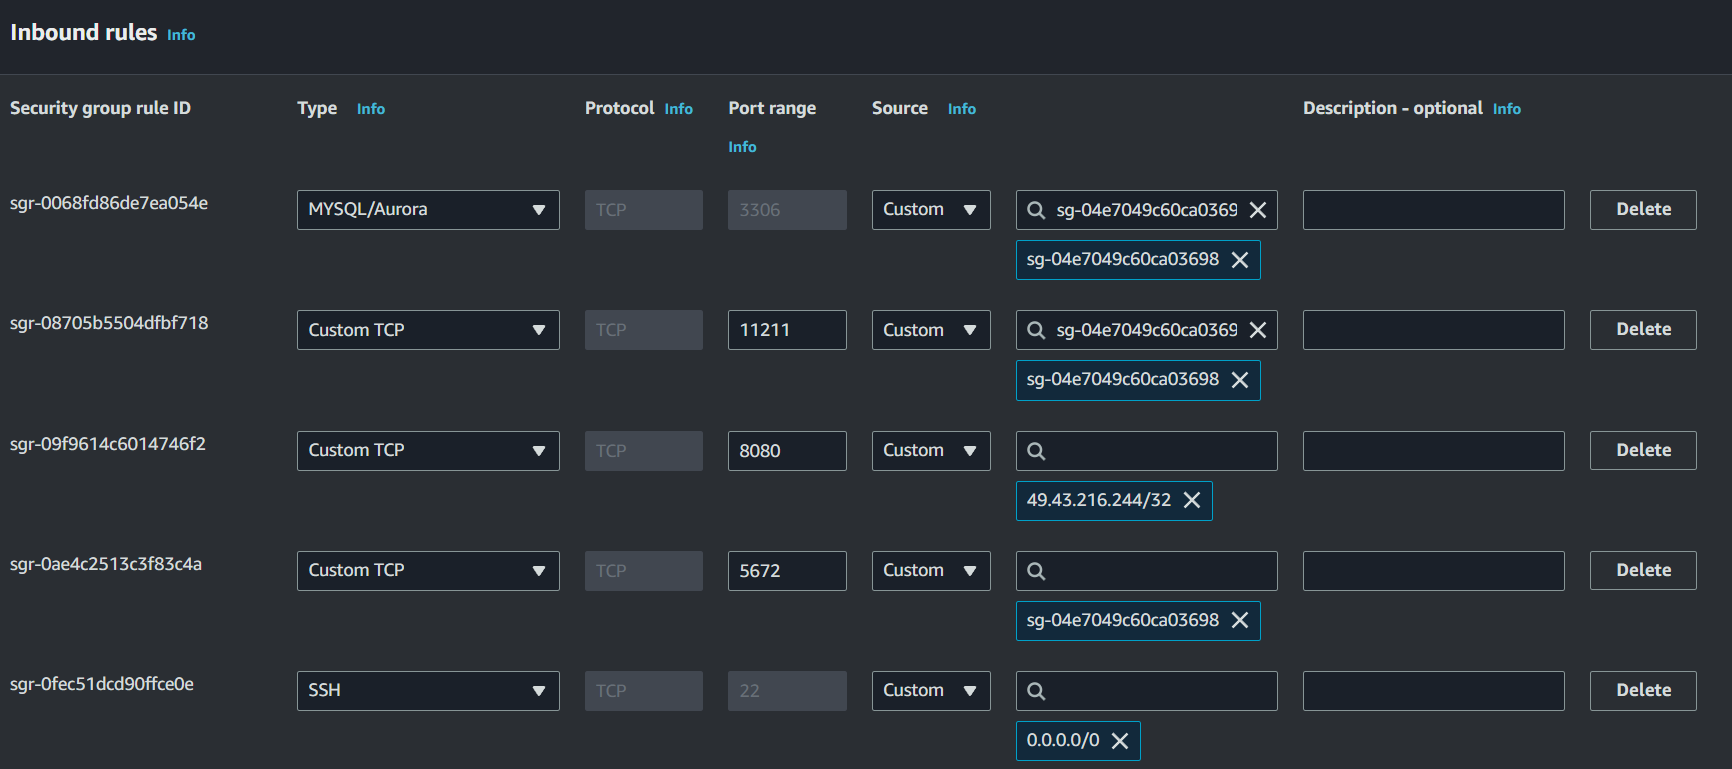 Inbound rules Info
Security group rule ID Type Info Protocol Info Port range Info Source Info Description - optional Info
sgr-0068fd86de7ea054e MYSQL/Aurora TCP 3306 Custom sg-04e7049c60ca0369 Delete
sg-04e7049c60ca03698
sgr-08705b5504dfbf718 Custom TCP TCP 11211 Custom sg-04e7049c60ca0369 Delete
sg-04e7049c60ca03698
sgr-09f9614c6014746f2 Custom TCP TCP 8080 Custom Delete
49.43.216.244/32
sgr-0ae4c2513c3f83c4a Custom TCP TCP 5672 Custom Delete
sg-04e7049c60ca03698
sgr-0fec51dcd90ffce0e SSH TCP 22 Custom Delete
0.0.0.0/0